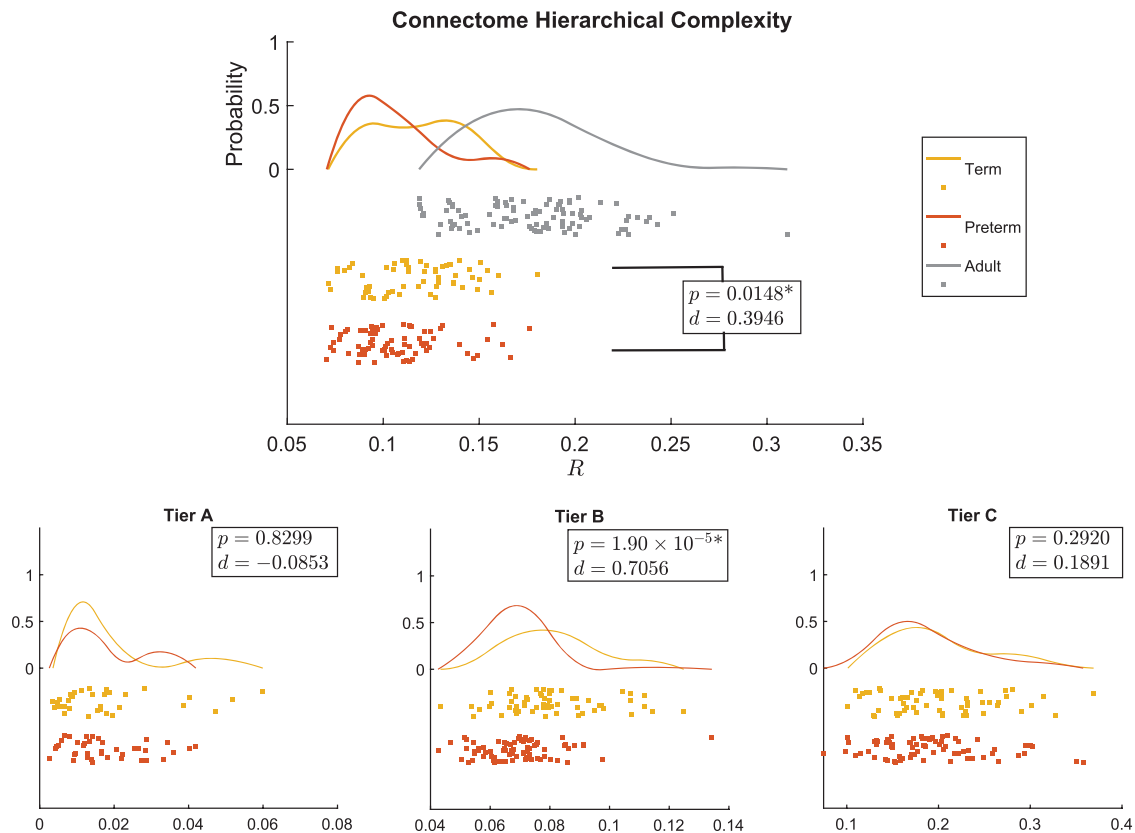 Connectome Hierarchical Complexity
Probability
1
0.5
0
Term
Preterm
Adult
p = 0.0148*
d = 0.3946
0.05 0.1 0.15 0.2 0.25 0.3 0.35
R
Tier A
p = 0.8299
d = −0.0853
1
0.5
0
0 0.02 0.04 0.06 0.08
Tier B
p = 1.90 × 10⁻⁵*
d = 0.7056
1
0.5
0
0.04 0.06 0.08 0.1 0.12 0.14
Tier C
p = 0.2920
d = 0.1891
1
0.5
0
0.1 0.2 0.3 0.4